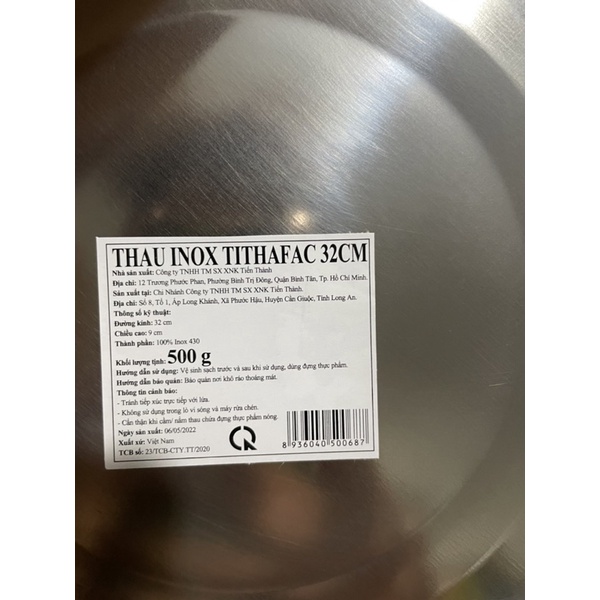 THAU INOX TITHAFAC 32CM
Nhà sản xuất: Công ty TNHH TM SX XNK Tiến Thành
Địa chỉ: 12 Trương Phước Phan, Phường Bình Trị Đông, Quận Bình Tân, Tp. Hồ Chí Minh.
Sản xuất tại: Chi Nhánh Công ty TNHH TM SX XNK Tiến Thành.
Địa chỉ: Số 8, Tổ 1, Ấp Long Khánh, Xã Phước Hậu, Huyện Cần Giuộc, Tỉnh Long An.
Thông số kỹ thuật:
Đường kính: 32 cm
Chiều cao: 9 cm
Thành phần: 100% Inox 430
Khối lượng tịnh: 500 g
Hướng dẫn sử dụng: Vệ sinh sạch trước và sau khi sử dụng, dùng đựng thực phẩm.
Hướng dẫn bảo quản: Bảo quản nơi khô ráo thoáng mát.
Thông tin cảnh báo:
- Tránh tiếp xúc trực tiếp với lửa.
- Không sử dụng trong lò vi sóng và máy rửa chén.
- Cẩn thận khi cầm/ nắm thau chứa đựng thực phẩm nóng.
Ngày sản xuất: 06/05/2022
Xuất xứ: Việt Nam
TCB số: 23/TCB-CTY.TT/2020
8 936040 500687